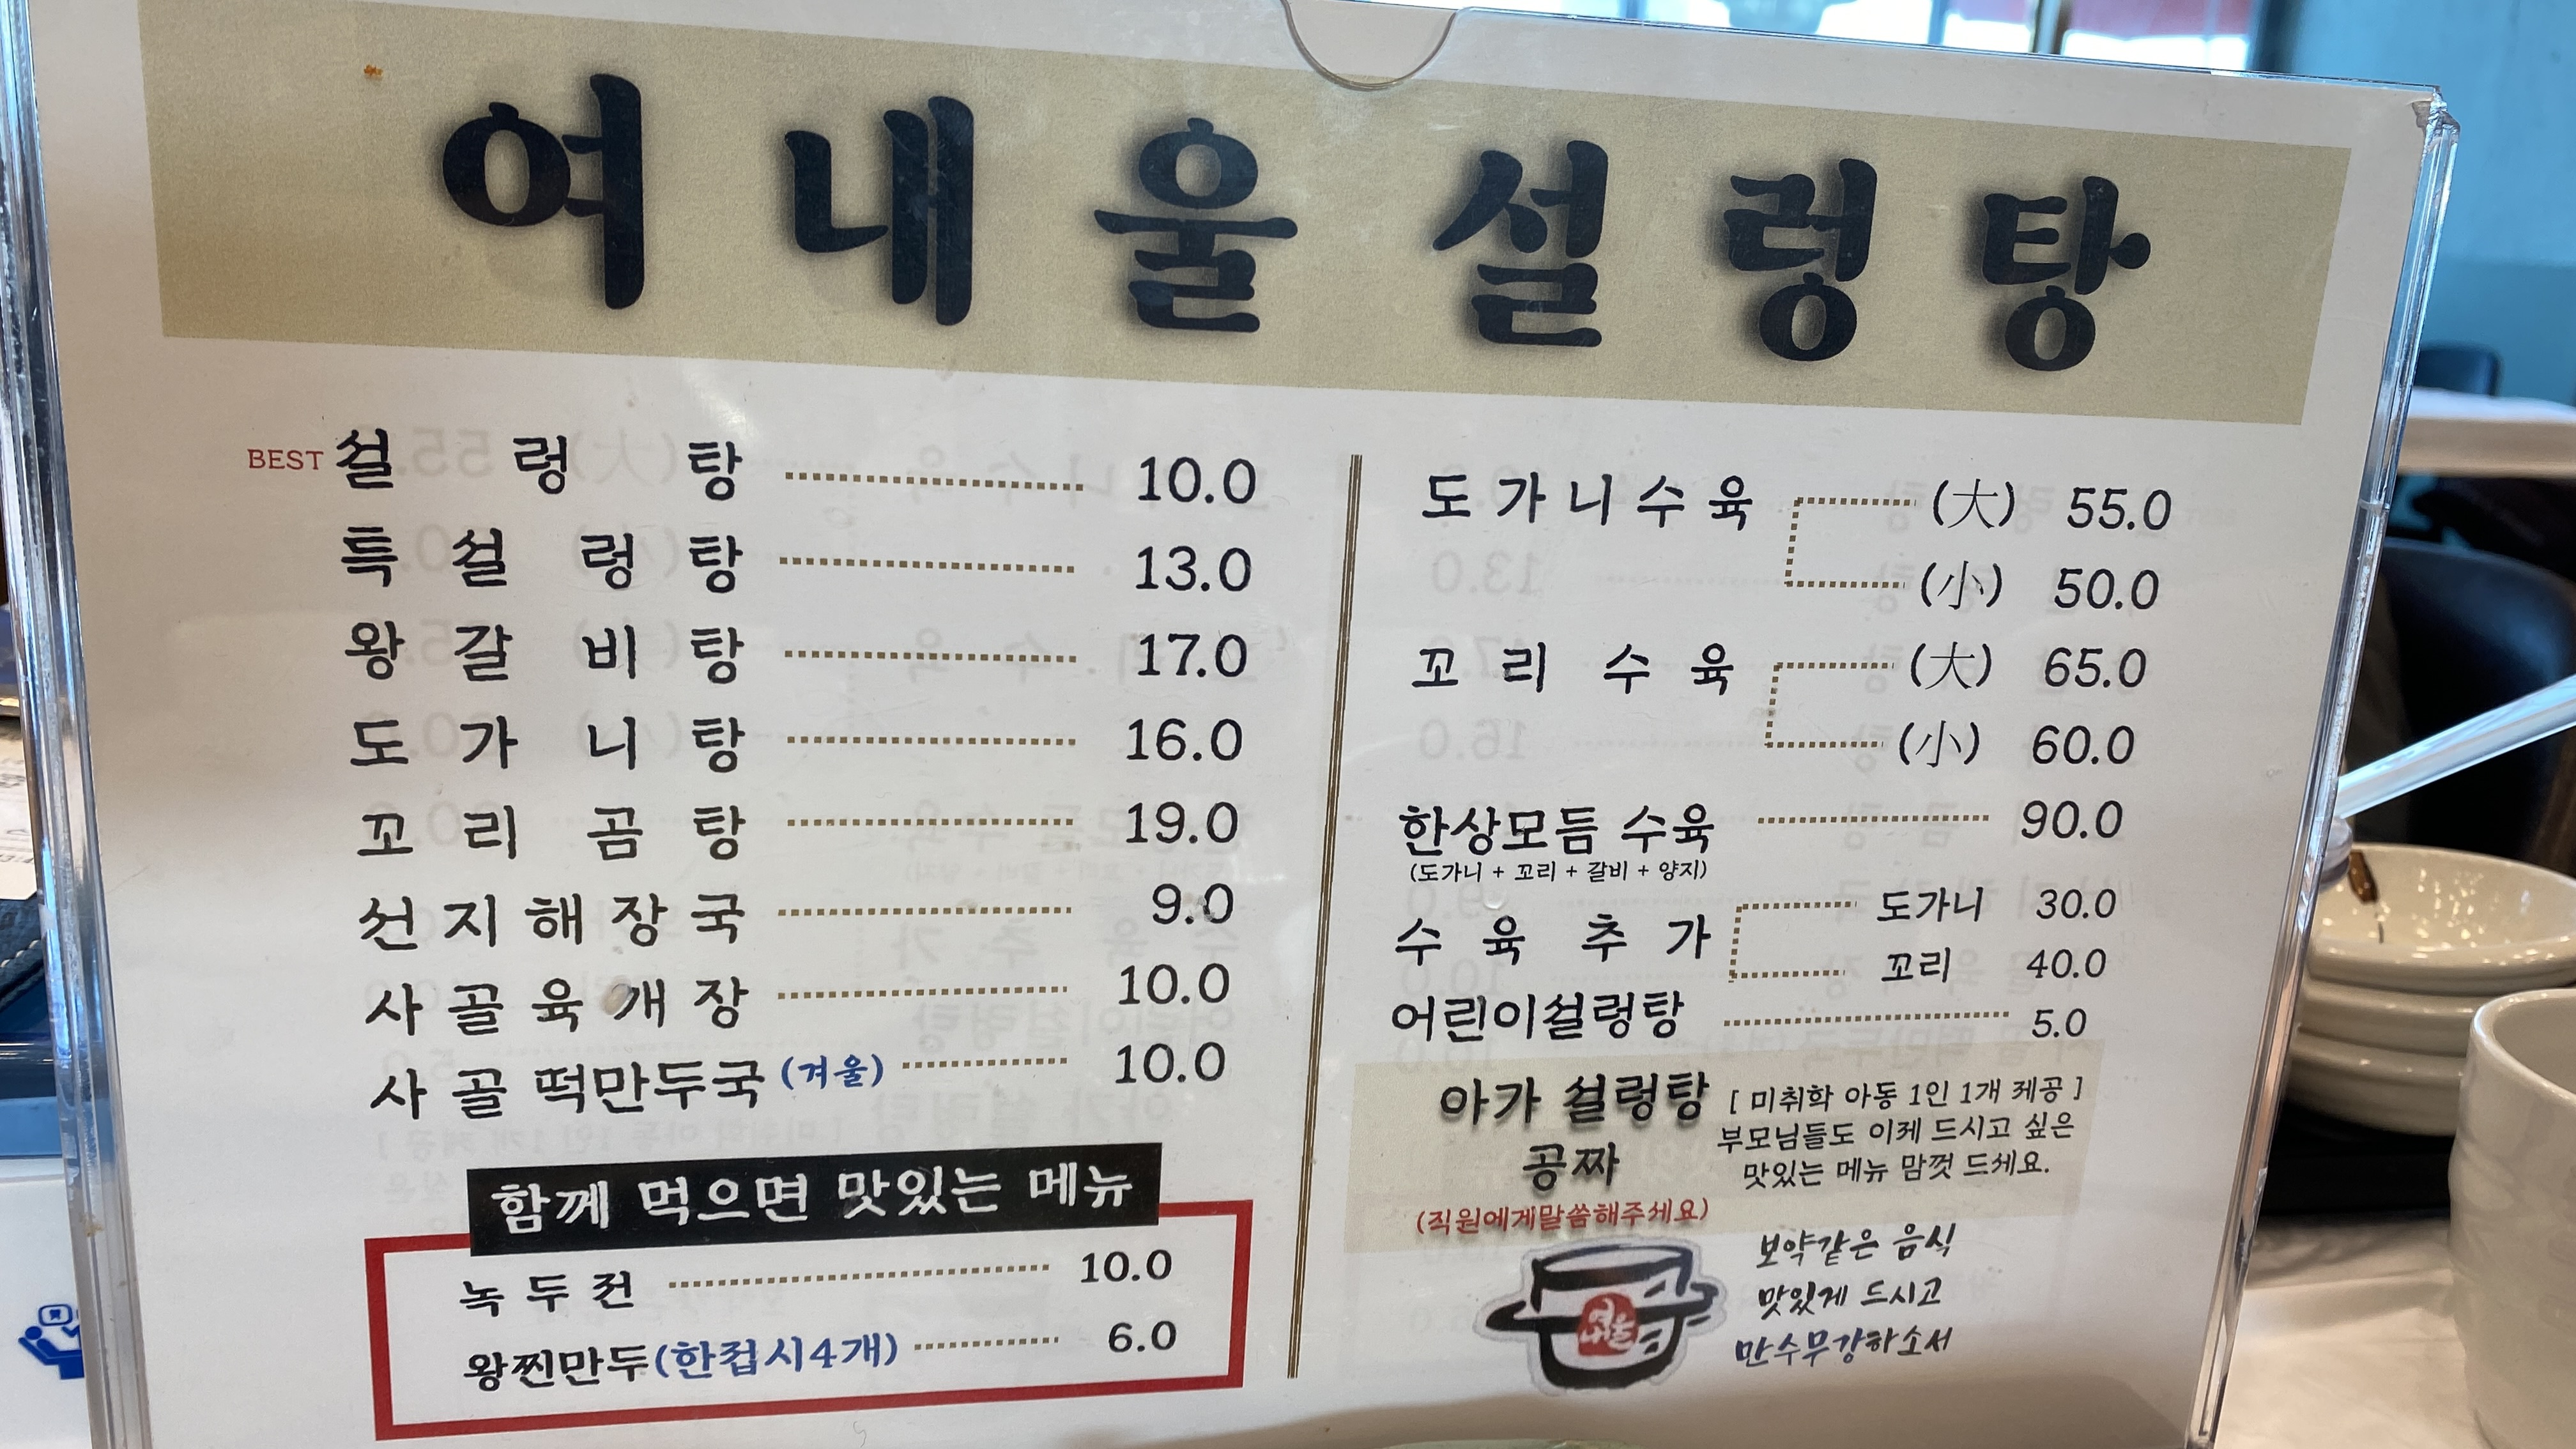 여내울 설렁탕
BEST 설렁탕 10.0
특설렁탕 13.0
왕갈비탕 17.0
도가니탕 16.0
꼬리곰탕 19.0
선지해장국 9.0
사골육개장 10.0
사골떡만두국(겨울) 10.0
함께 먹으면 맛있는 메뉴
녹두전 10.0
왕찐만두(한접시4개) 6.0
도가니수육 (大) 55.0
(小) 50.0
꼬리수육 (大) 65.0
(小) 60.0
한상모듬 수육 90.0
(도가니 + 꼬리 + 갈비 + 양지)
수육추가 도가니 30.0
꼬리 40.0
어린이설렁탕 5.0
아가 설렁탕
공짜
(직원에게말씀해주세요)
[ 미취학 아동 1인 1개 제공 ]
부모님들도 이제 드시고 싶은
맛있는 메뉴 맘껏 드세요.
보약같은 음식
맛있게 드시고
만수무강하소서